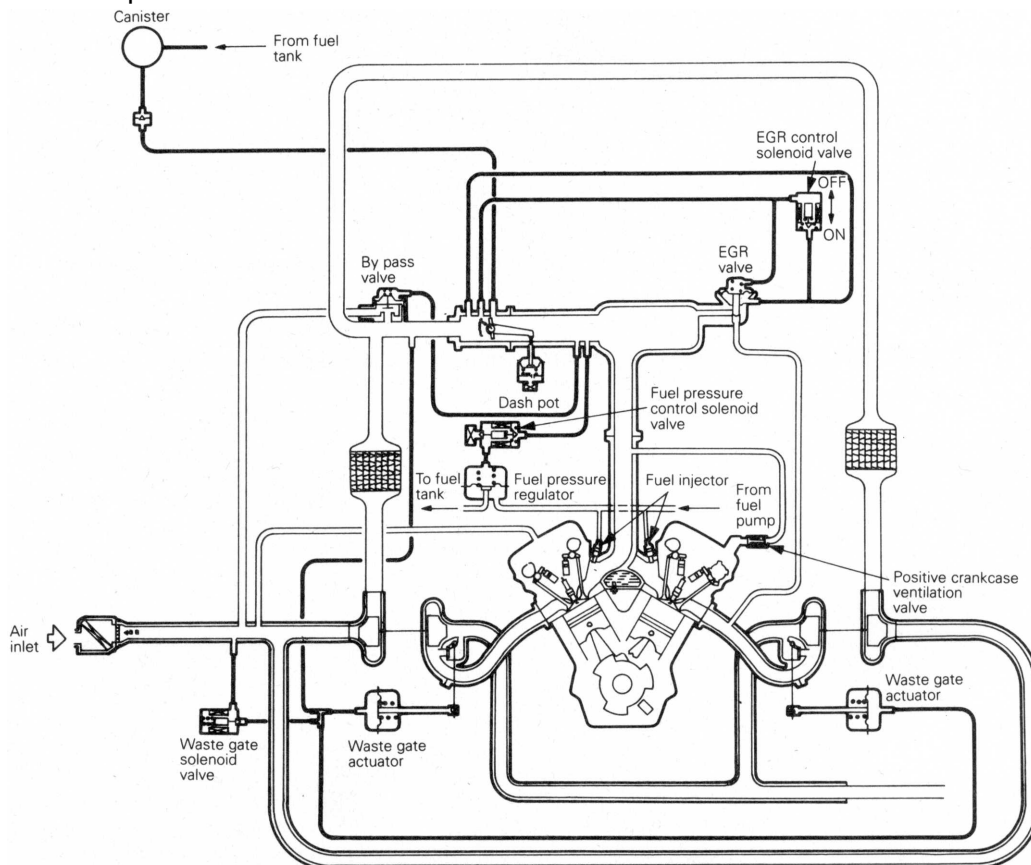 Canister
From fuel
tank
EGR control
solenoid valve
OFF
ON
EGR
valve
By pass
valve
Dash pot
Fuel pressure
control solenoid
valve
To fuel
tank
Fuel pressure
regulator
Fuel injector
From
fuel
pump
Positive crankcase
ventilation
valve
Air
inlet
Waste gate
solenoid
valve
Waste gate
actuator
Waste gate
actuator